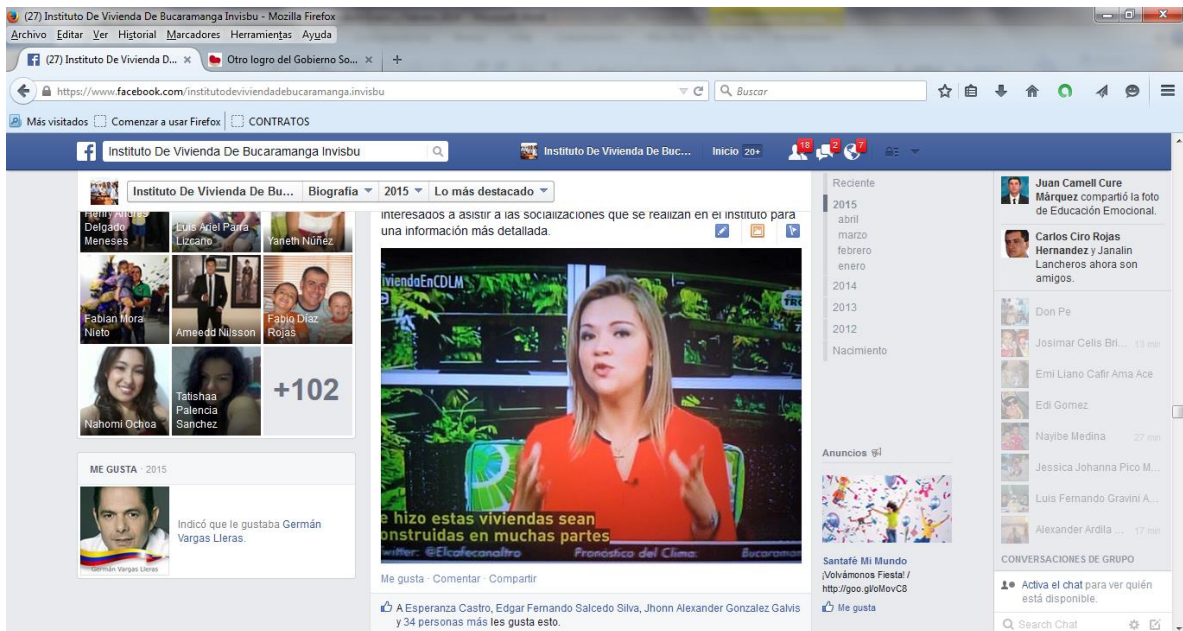 (27) Instituto De Vivienda De Bucaramanga Invisbu - Mozilla Firefox
Archivo Editar Ver Historial Marcadores Herramientas Ayuda
(27) Instituto De Vivienda D... ×
Otro logro del Gobierno So... ×
https://www.facebook.com/institutodeviviendadebucaramanga.invisbu
Buscar
Más visitados
Comenzar a usar Firefox
CONTRATOS
Instituto De Vivienda De Bucaramanga Invisbu
Instituto De Vivienda De Buc...
Inicio 20+
18
2
7
Instituto De Vivienda De Bu...
Biografía
2015
Lo más destacado
Henry Andres
Delgado
Meneses
Luis Ariel Parra
Lizcano
Yaneth Núñez
Fabian Mora
Nieto
Ameedd Nilsson
Fabio Díaz
Rojas
Nahomi Ochoa
Tatishaa
Palencia
Sanchez
+102
ME GUSTA · 2015
Indicó que le gustaba Germán
Vargas Lleras.
Germán Vargas Lleras
interesados a asistir a las socializaciones que se realizan en el instituto para
una información más detallada.
iviendaEnCDLM
TRO
e hizo estas viviendas sean
onstruidas en muchas partes
witter: @Elcafecanaltro
Pronóstico del Clima:
Bucaraman
Me gusta · Comentar · Compartir
A Esperanza Castro, Edgar Fernando Salcedo Silva, Jhonn Alexander Gonzalez Galvis
y 34 personas más les gusta esto.
Reciente
2015
abril
marzo
febrero
enero
2014
2013
2012
Nacimiento
Anuncios
Santafé Mi Mundo
¡Volvámonos Fiesta! /
http://goo.gl/oMovC8
Me gusta
Juan Camell Cure
Márquez compartió la foto
de Educación Emocional.
Carlos Ciro Rojas
Hernandez y Janalin
Lancheros ahora son
amigos.
Don Pe
Josimar Celis Bri... 13 min
Emi Liano Cafir Ama Ace
Edi Gomez
Nayibe Medina 27 min
Jessica Johanna Pico M...
Luis Fernando Gravini A...
Alexander Ardila ... 17 min
CONVERSACIONES DE GRUPO
Activa el chat para ver quién
está disponible.
Search Chat